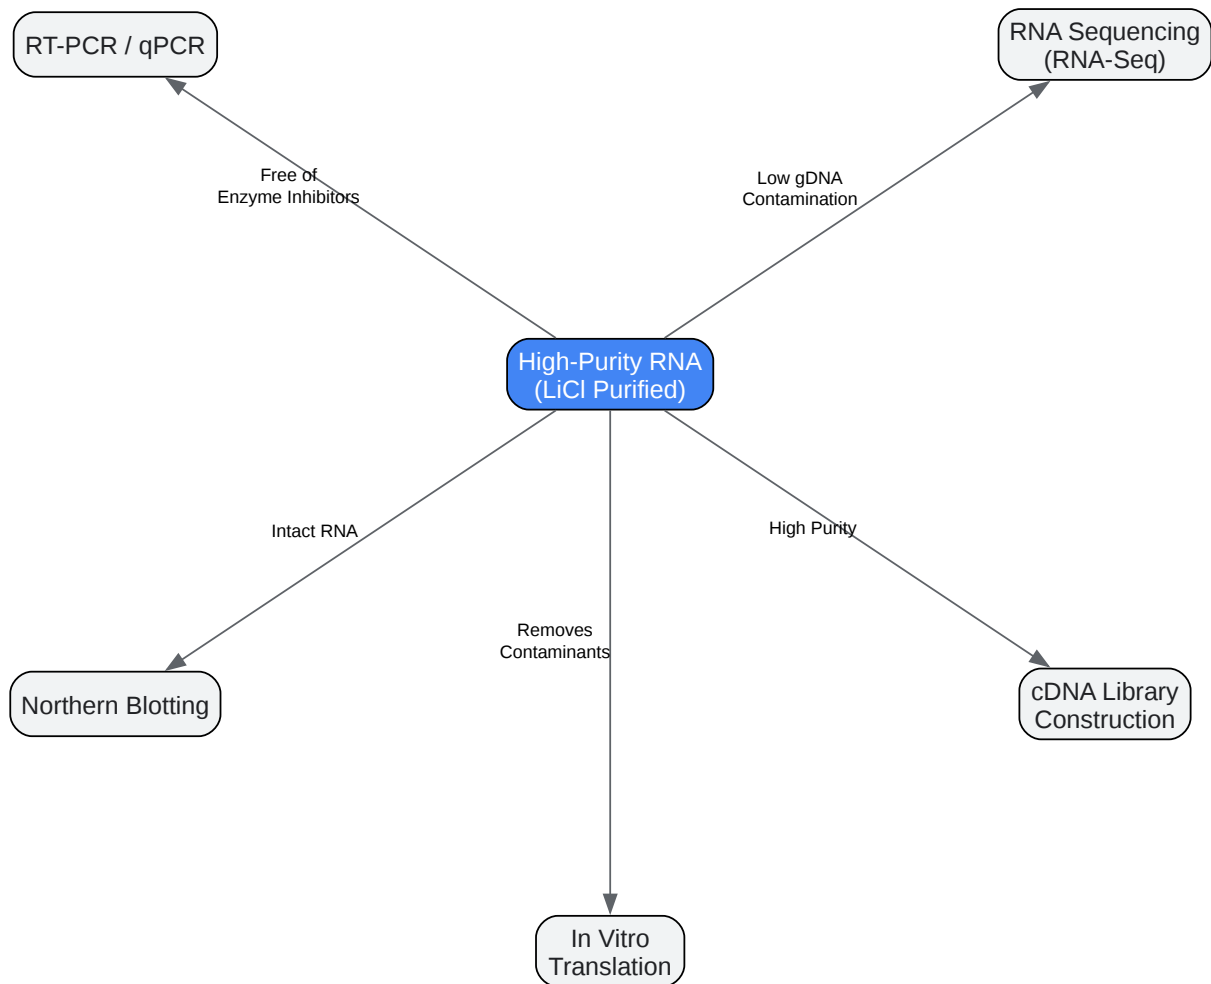 RT-PCR / qPCR
RNA Sequencing
(RNA-Seq)
Free of
Enzyme Inhibitors
Low gDNA
Contamination
High-Purity RNA
(LiCl Purified)
Intact RNA
High Purity
Removes
Contaminants
Northern Blotting
cDNA Library
Construction
In Vitro
Translation